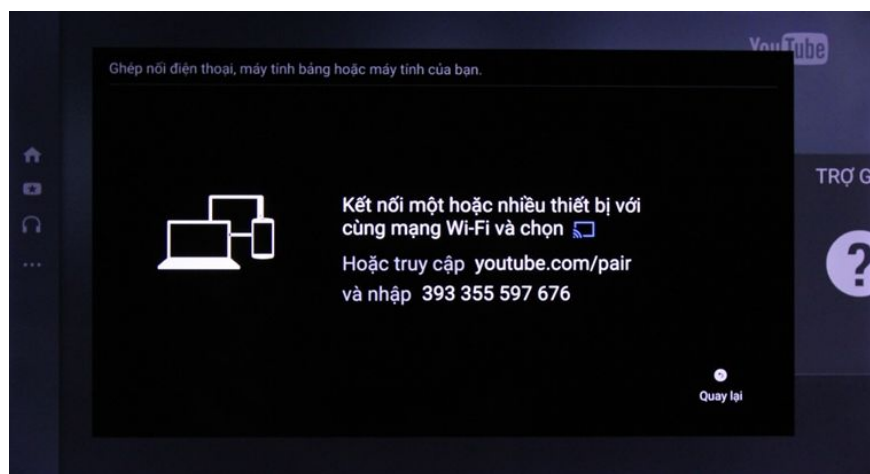 YouTube
Ghép nối điện thoại, máy tính bảng hoặc máy tính của bạn.
TRỢ G
Kết nối một hoặc nhiều thiết bị với
cùng mạng Wi-Fi và chọn
Hoặc truy cập youtube.com/pair
và nhập 393 355 597 676
?
Quay lại